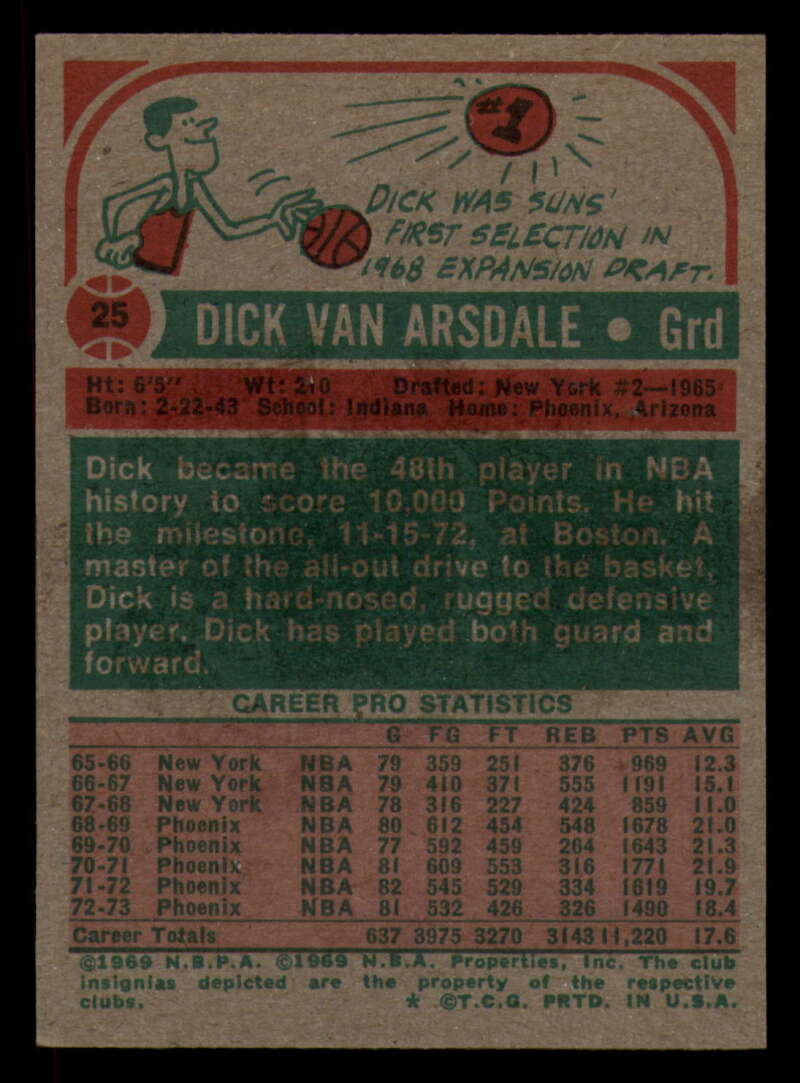 #1
DICK WAS SUNS'
FIRST SELECTION IN
1968 EXPANSION DRAFT.
25 DICK VAN ARSDALE • Grd
Ht: 6'5" Wt: 210 Drafted: New York #2—1965
Born: 2-22-43 School: Indiana Home: Phoenix, Arizona
Dick became the 48th player in NBA
history to score 10,000 Points. He hit
the milestone, 11-15-72, at Boston. A
master of the all-out drive to the basket,
Dick is a hard-nosed, rugged defensive
player. Dick has played both guard and
forward.
CAREER PRO STATISTICS
G FG FT REB PTS AVG
65-66 New York NBA 79 359 251 376 969 12.3
66-67 New York NBA 79 410 371 555 1191 15.1
67-68 New York NBA 78 316 227 424 859 11.0
68-69 Phoenix NBA 80 612 454 548 1678 21.0
69-70 Phoenix NBA 77 592 459 264 1643 21.3
70-71 Phoenix NBA 81 609 553 316 1771 21.9
71-72 Phoenix NBA 82 545 529 334 1619 19.7
72-73 Phoenix NBA 81 532 426 326 1490 18.4
Career Totals 637 3975 3270 3143 11,220 17.6
©1969 N.B.P.A. ©1969 N.B.A. Properties, Inc. The club
insignias depicted are the property of the respective
clubs. * ©T.C.G. PRTD. IN U.S.A.